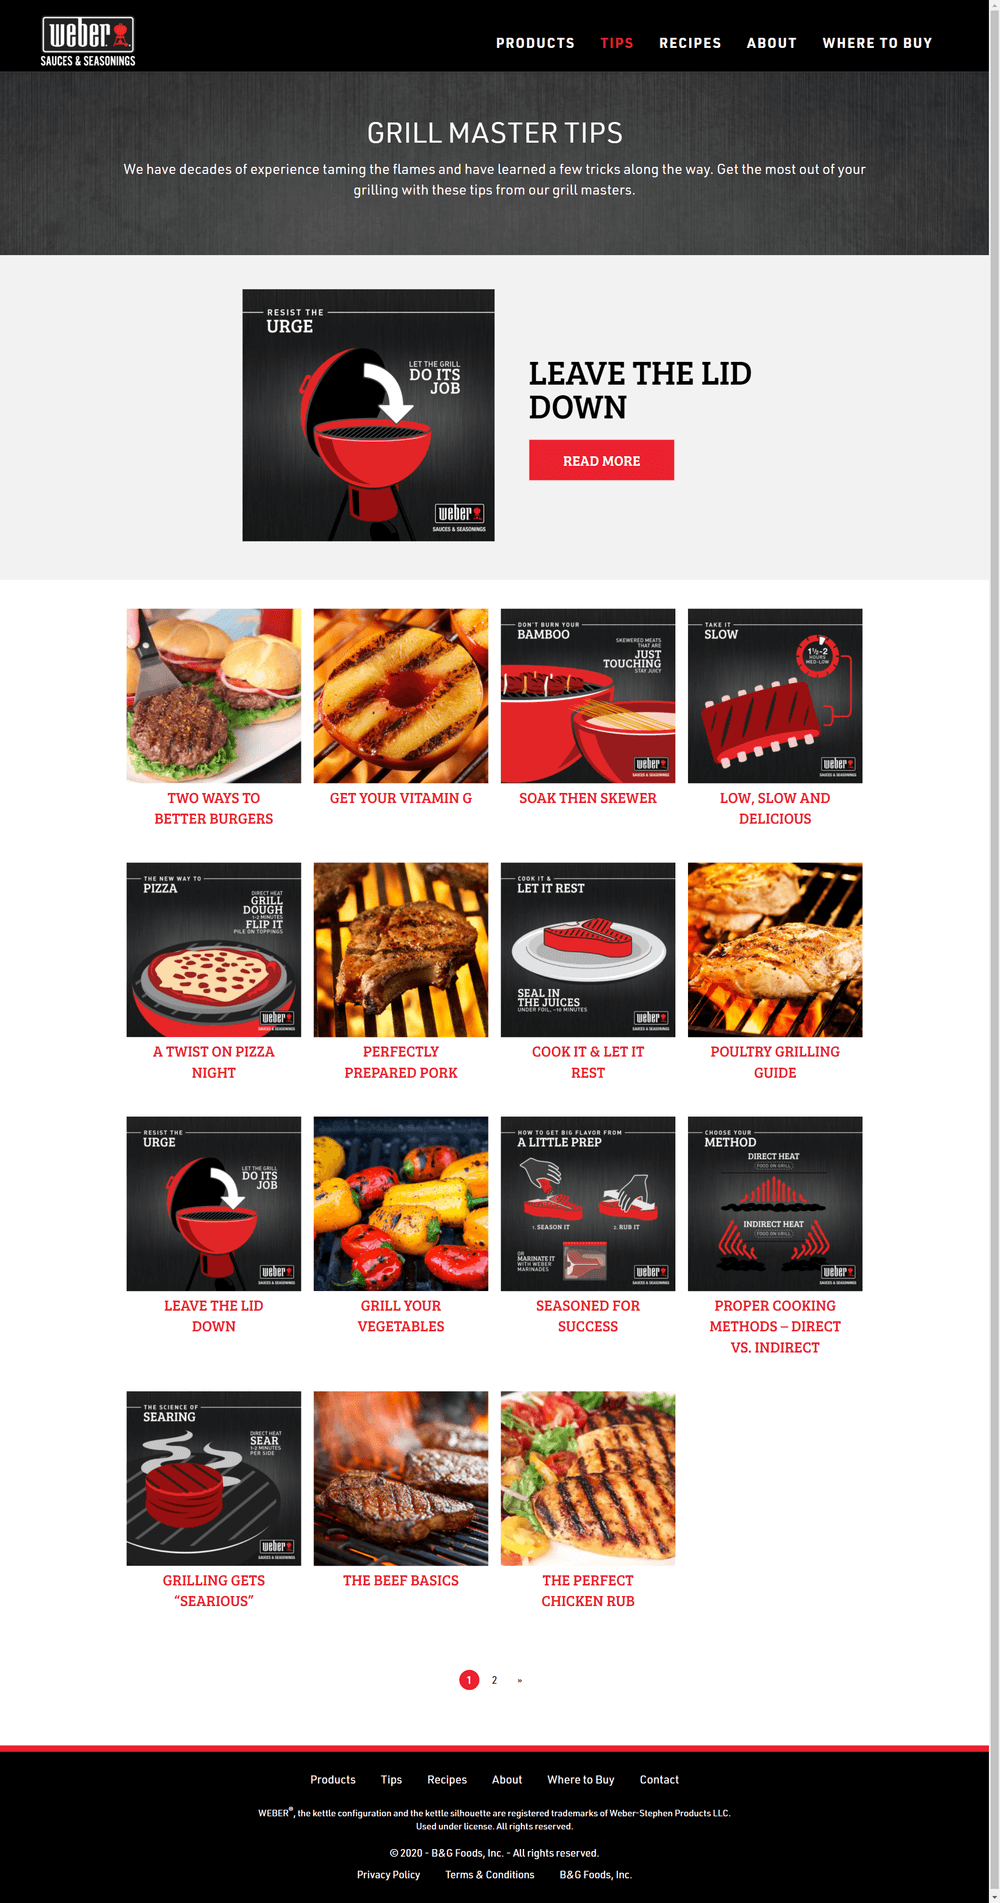 weber
SAUCES & SEASONINGS
PRODUCTS TIPS RECIPES ABOUT WHERE TO BUY
GRILL MASTER TIPS
We have decades of experience taming the flames and have learned a few tricks along the way. Get the most out of your
grilling with these tips from our grill masters.
RESIST THE
URGE
LET THE GRILL
DO ITS
JOB
weber
SAUCES & SEASONINGS
LEAVE THE LID
DOWN
READ MORE
TWO WAYS TO
BETTER BURGERS
GET YOUR VITAMIN G
DON'T BURN YOUR
BAMBOO
SKEWERED MEATS
THAT ARE
JUST
TOUCHING
STAY JUICY
weber
SAUCES & SEASONINGS
SOAK THEN SKEWER
TAKE IT
SLOW
1½-2
HOURS
MED-LOW
weber
SAUCES & SEASONINGS
LOW, SLOW AND
DELICIOUS
THE NEW WAY TO
PIZZA
DIRECT HEAT
GRILL
DOUGH
1-2 MINUTES
FLIP IT
PILE ON TOPPINGS
weber
SAUCES & SEASONINGS
A TWIST ON PIZZA
NIGHT
PERFECTLY
PREPARED PORK
COOK IT &
LET IT REST
SEAL IN
THE JUICES
UNDER FOIL, ~10 MINUTES
weber
SAUCES & SEASONINGS
COOK IT & LET IT
REST
POULTRY GRILLING
GUIDE
RESIST THE
URGE
LET THE GRILL
DO ITS
JOB
weber
SAUCES & SEASONINGS
LEAVE THE LID
DOWN
GRILL YOUR
VEGETABLES
HOW TO GET BIG FLAVOR FROM
A LITTLE PREP
1. SEASON IT
2. RUB IT
OR
MARINATE IT
WITH WEBER
MARINADES
weber
SAUCES & SEASONINGS
SEASONED FOR
SUCCESS
CHOOSE YOUR
METHOD
DIRECT HEAT
FOOD ON GRILL
INDIRECT HEAT
FOOD ON GRILL
weber
SAUCES & SEASONINGS
PROPER COOKING
METHODS – DIRECT
VS. INDIRECT
THE SCIENCE OF
SEARING
DIRECT HEAT
SEAR
1-2 MINUTES
PER SIDE
weber
SAUCES & SEASONINGS
GRILLING GETS
“SEARIOUS”
THE BEEF BASICS
THE PERFECT
CHICKEN RUB
1 2 »
Products Tips Recipes About Where to Buy Contact
WEBER®, the kettle configuration and the kettle silhouette are registered trademarks of Weber-Stephen Products LLC.
Used under license. All rights reserved.
© 2020 - B&G Foods, Inc. - All rights reserved.
Privacy Policy Terms & Conditions B&G Foods, Inc.